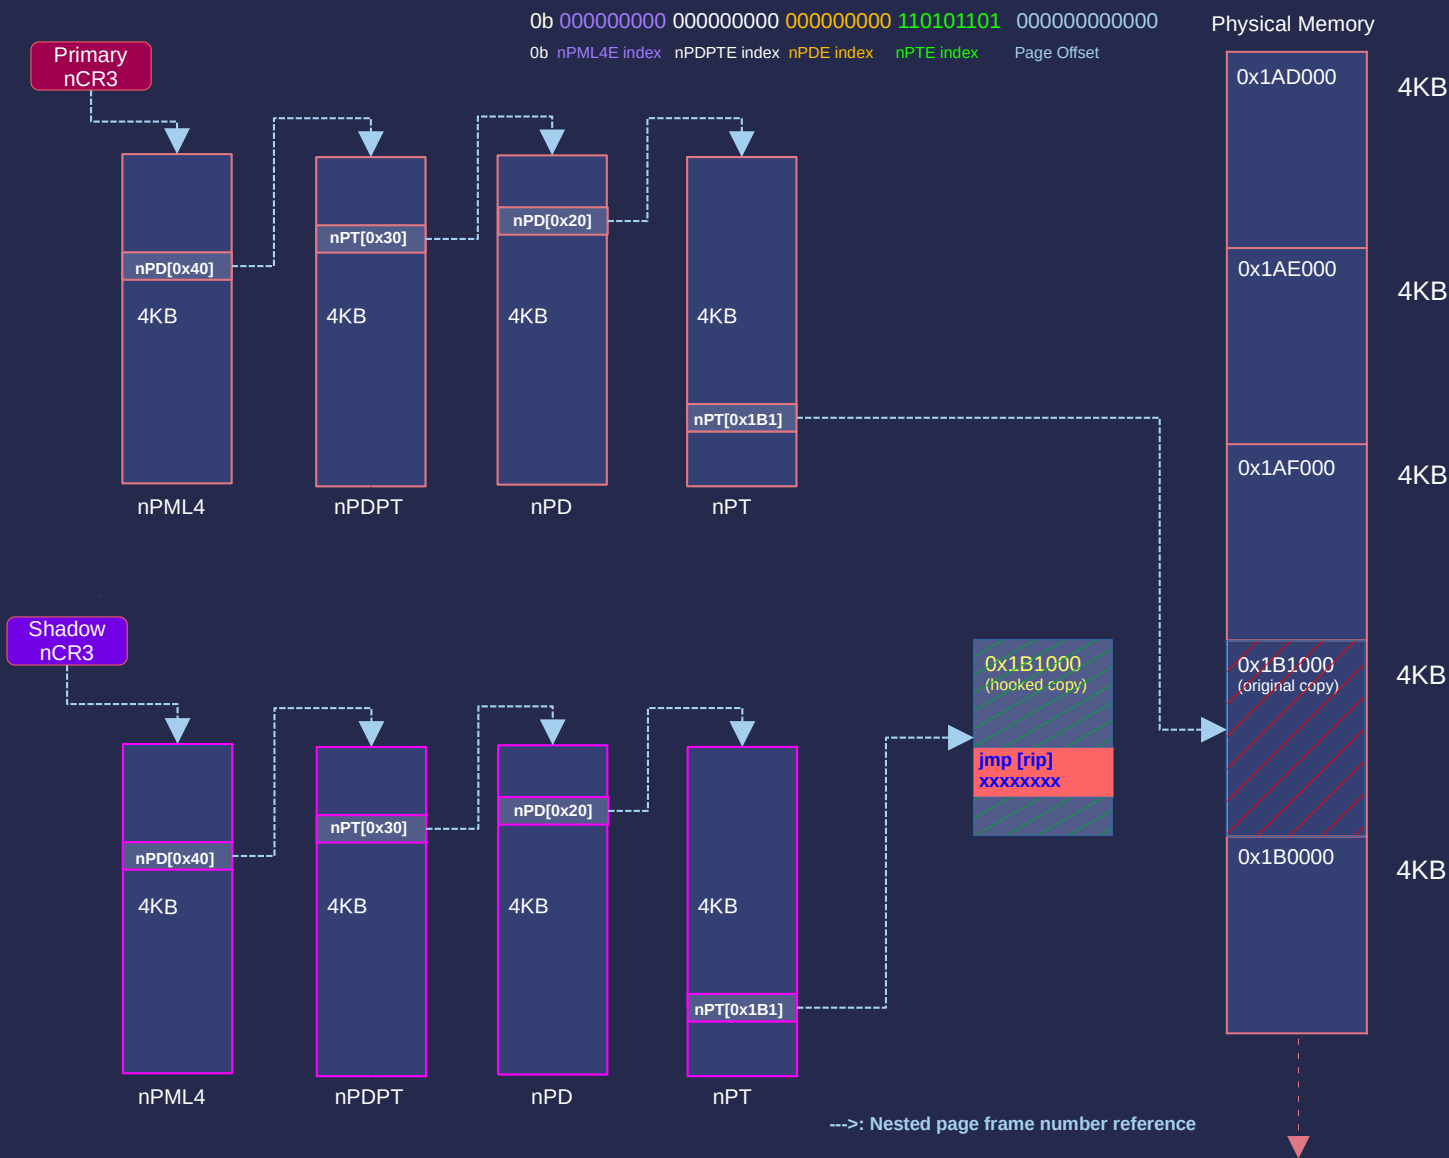 0b 000000000 000000000 000000000 110101101 000000000000
0b nPML4E index nPDPTE index nPDE index nPTE index Page Offset
Physical Memory
Primary
nCR3
nPD[0x40]
4KB
nPML4
nPT[0x30]
4KB
nPDPT
nPD[0x20]
4KB
nPD
4KB
nPT[0x1B1]
nPT
0x1AD000
4KB
0x1AE000
4KB
0x1AF000
4KB
0x1B1000
(original copy)
4KB
0x1B0000
4KB
Shadow
nCR3
nPD[0x40]
4KB
nPML4
nPT[0x30]
4KB
nPDPT
nPD[0x20]
4KB
nPD
4KB
nPT[0x1B1]
nPT
0x1B1000
(hooked copy)
jmp [rip]
xxxxxxxx
--->: Nested page frame number reference